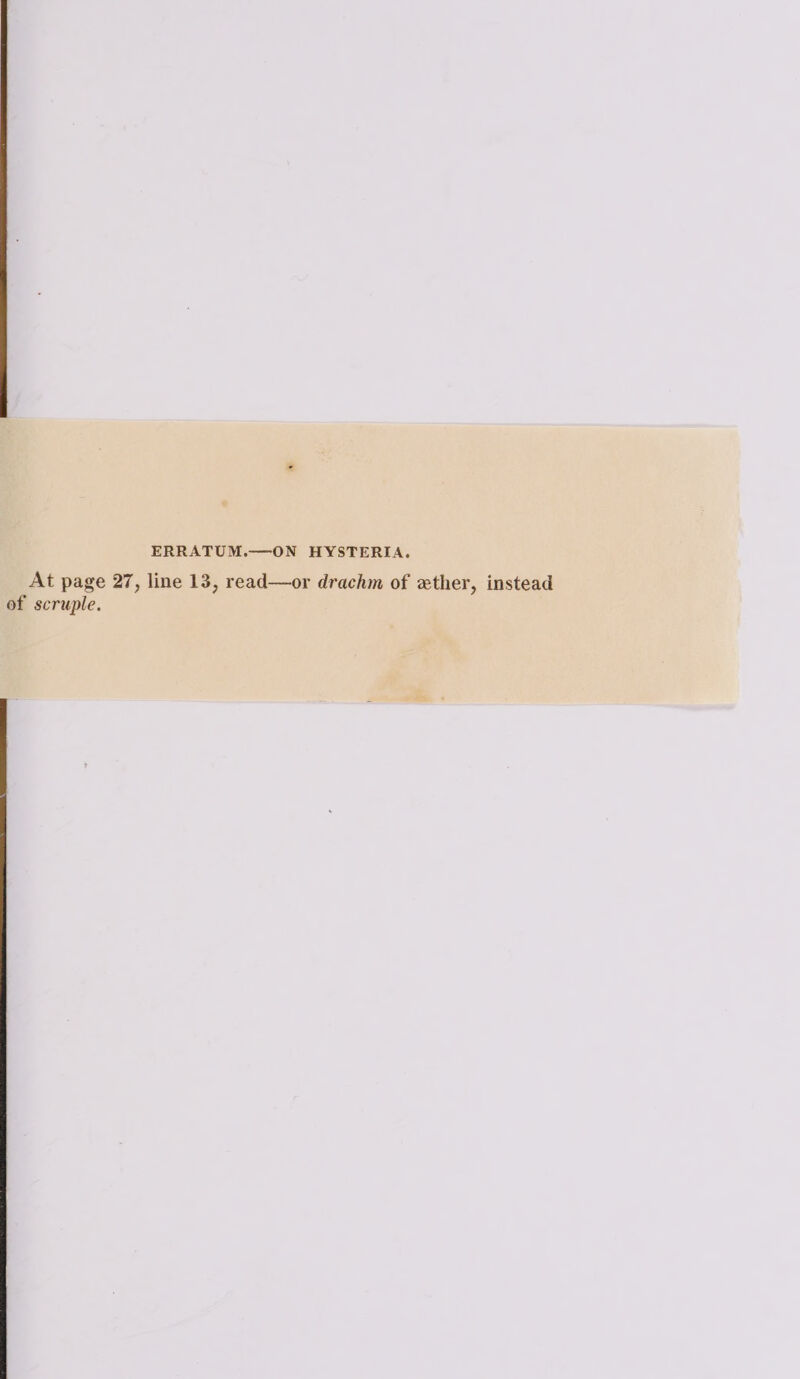 ERRATUM.—ON HYSTERIA.
At page 27, line 13, read—or drachm of æther, instead
of scruple.